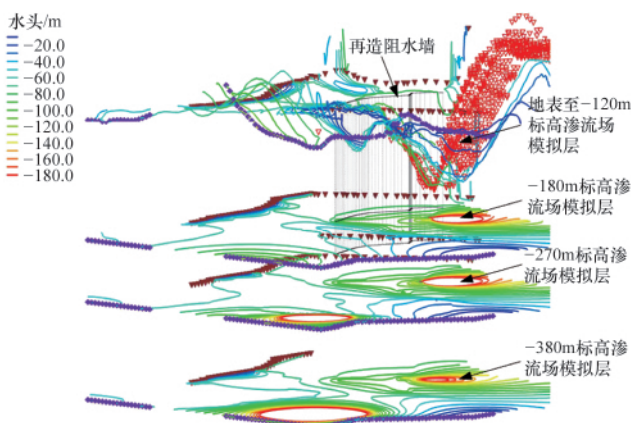 水头/m
-20.0
-40.0
-60.0
-80.0
-100.0
-120.0
-140.0
-160.0
-180.0
再造阻水墙
地表至-120m
标高渗流场
模拟层
-180m标高渗
流场模拟层
-270m标高渗
流场模拟层
-380m标高渗
流场模拟层